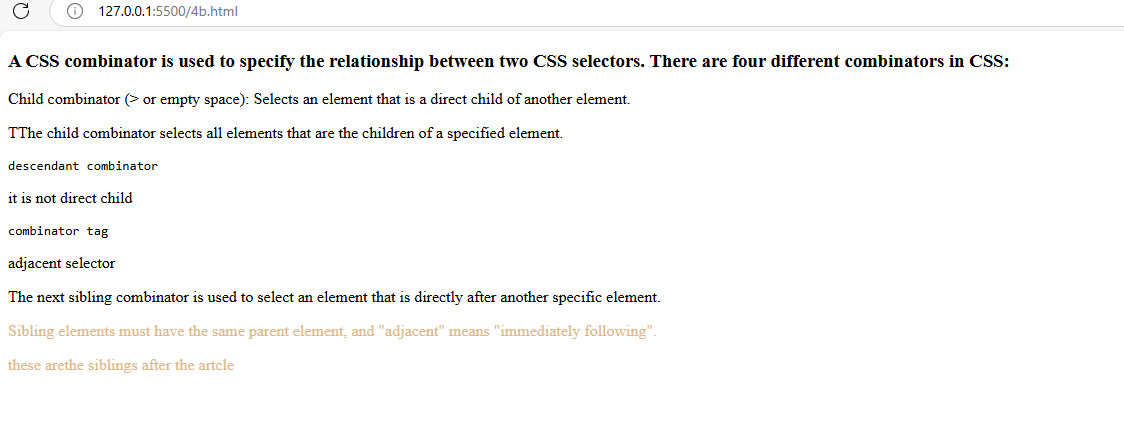 127.0.0.1:5500/4b.html
A CSS combinator is used to specify the relationship between two CSS selectors. There are four different combinators in CSS:
Child combinator (> or empty space): Selects an element that is a direct child of another element.
TThe child combinator selects all elements that are the children of a specified element.
descendant combinator
it is not direct child
combinator tag
adjacent selector
The next sibling combinator is used to select an element that is directly after another specific element.
Sibling elements must have the same parent element, and "adjacent" means "immediately following".
these arethe siblings after the artcle